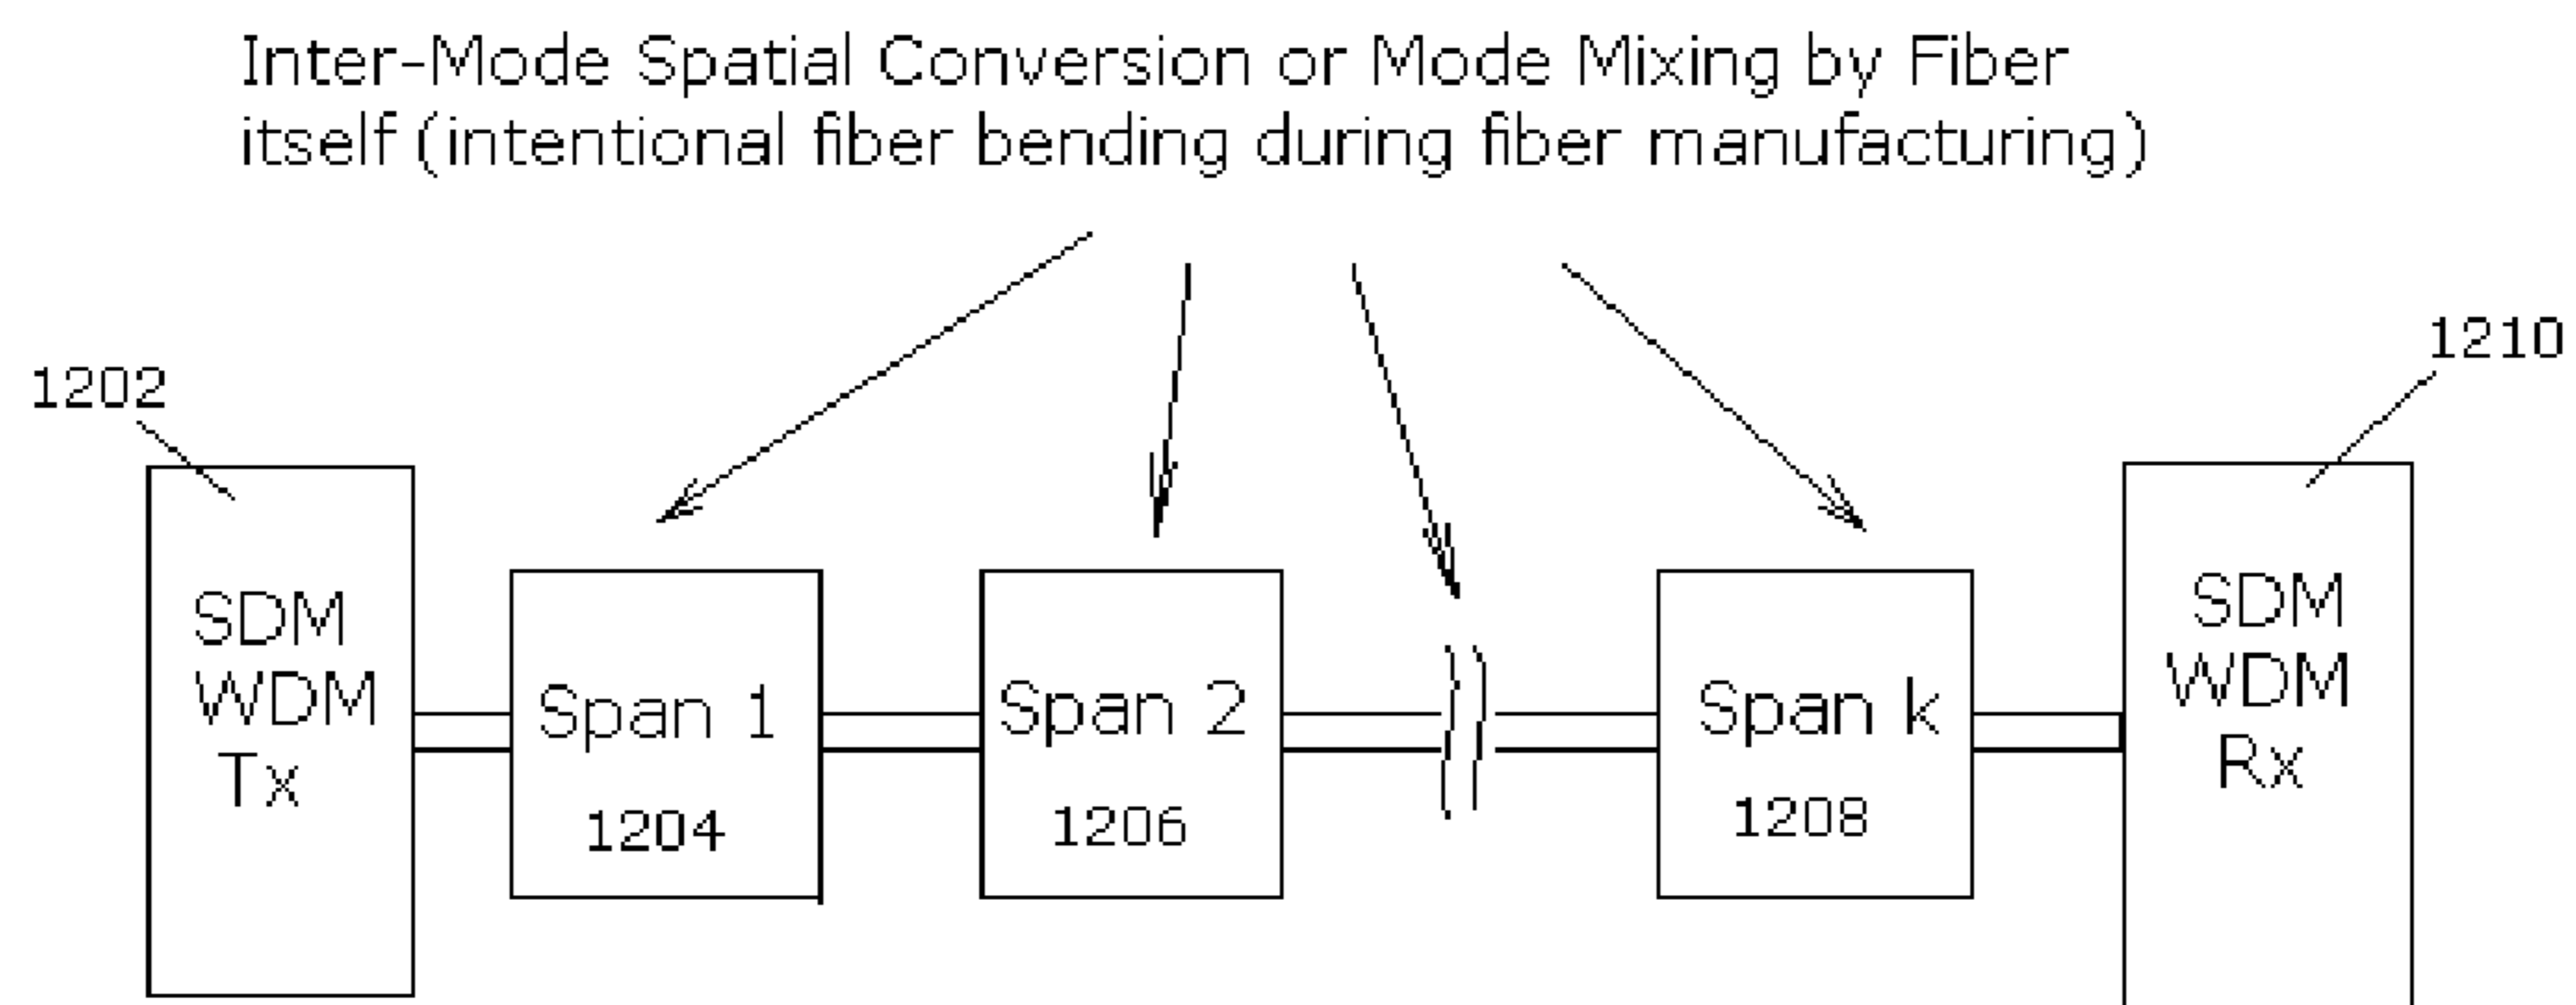 Inter-Mode Spatial Conversion or Mode Mixing by Fiber
itself (intentional fiber bending during fiber manufacturing)
1202
1210
SDM
WDM
Tx
Span 1
1204
Span 2
1206
Span k
1208
SDM
WDM
Rx